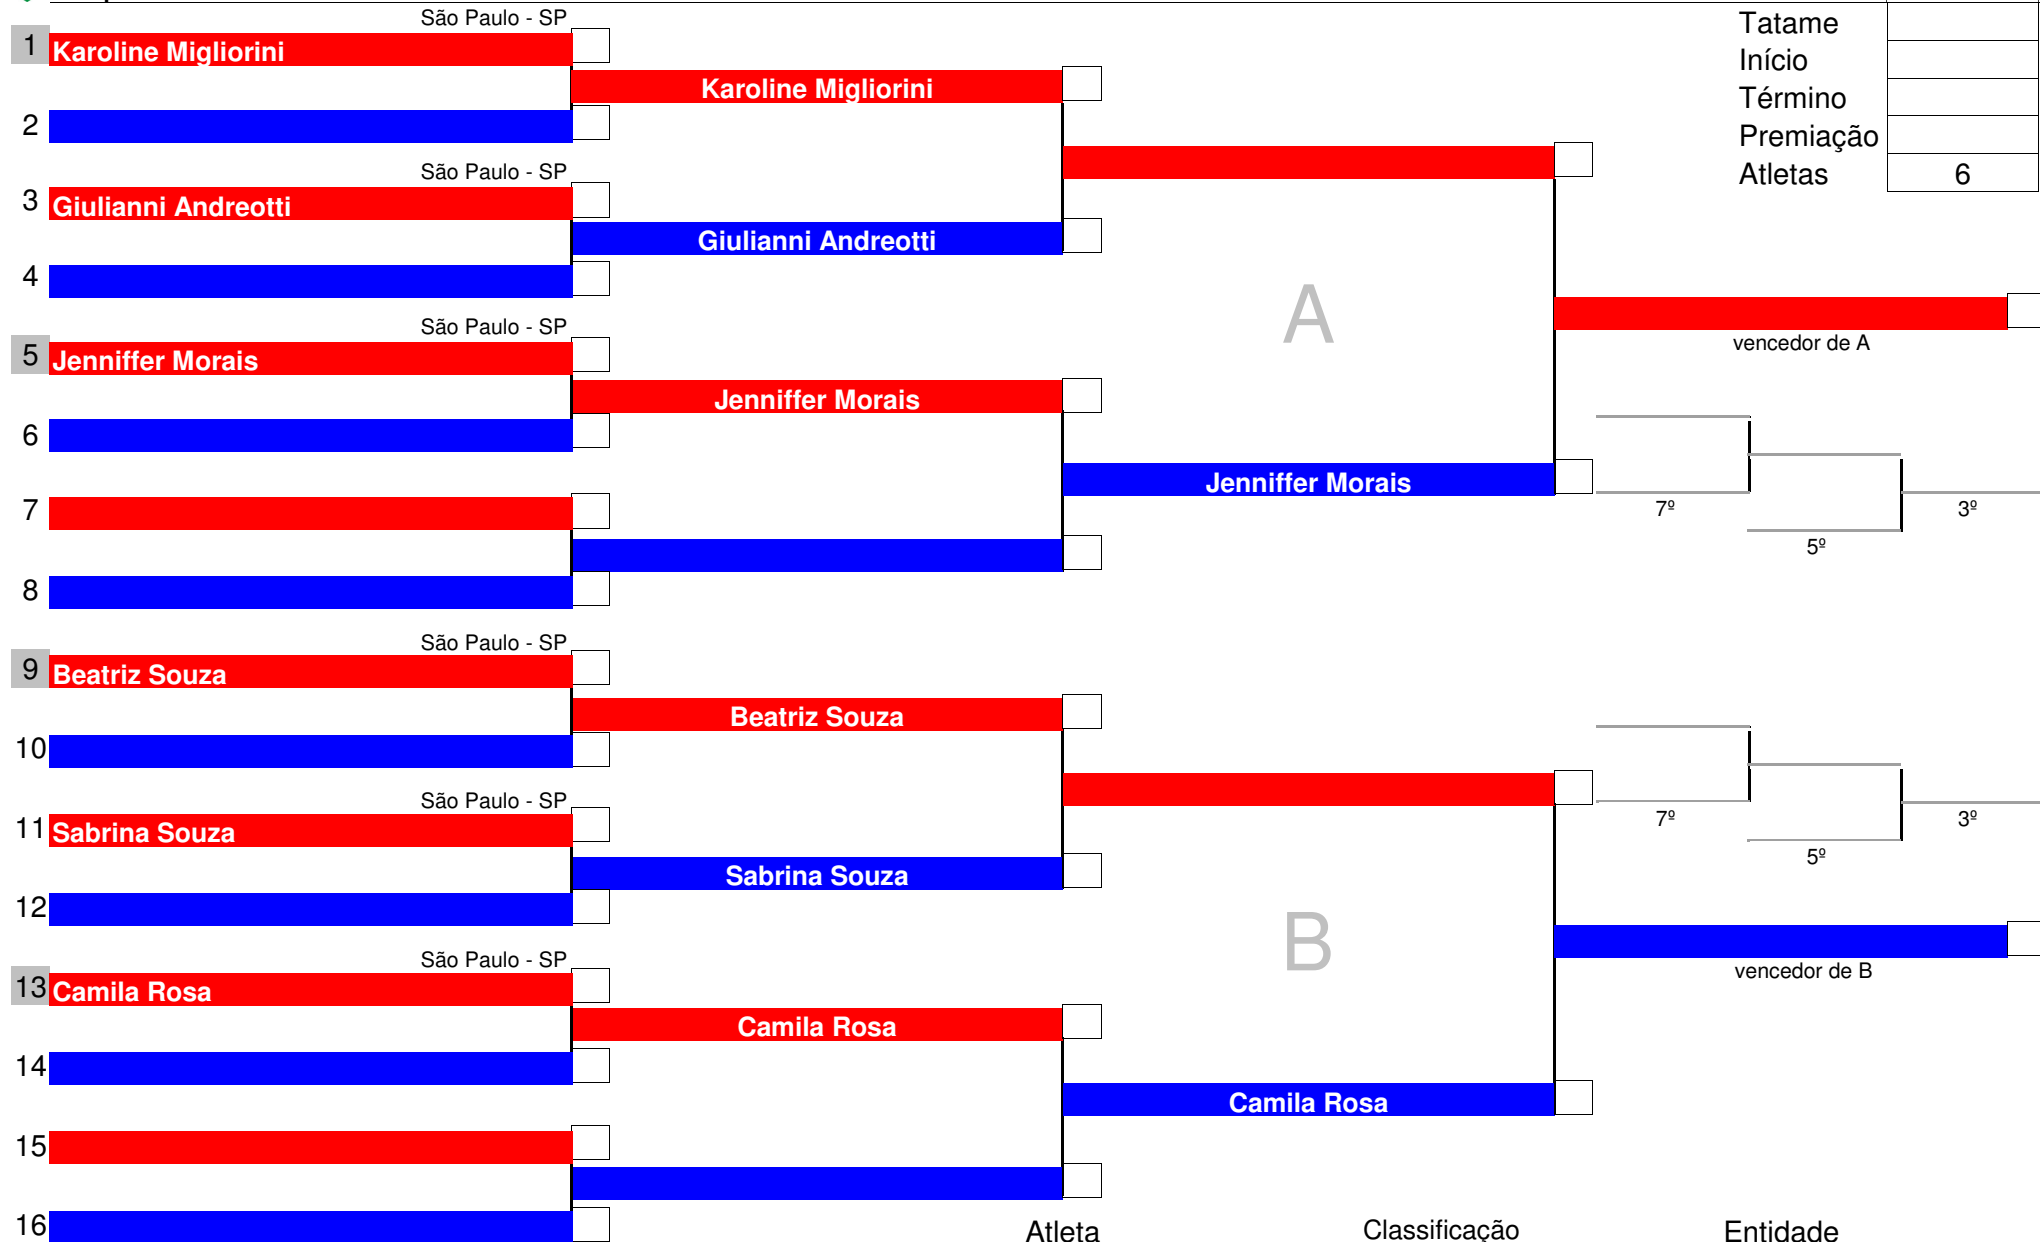 São Paulo - SP
Tatame
1 Karoline Migliorini
Início
Karoline Migliorini
Término
2
Premiação
São Paulo - SP
Atletas 6
3 Giulianni Andreotti
Giulianni Andreotti
4
A
São Paulo - SP
vencedor de A
5 Jenniffer Morais
Jenniffer Morais
6
Jenniffer Morais
7
7º 3º
5º
8
São Paulo - SP
9 Beatriz Souza
Beatriz Souza
10
São Paulo - SP
7º 3º
11 Sabrina Souza
5º
Sabrina Souza
12
B
São Paulo - SP
vencedor de B
13 Camila Rosa
Camila Rosa
14
Camila Rosa
15
16
Atleta Classificação Entidade